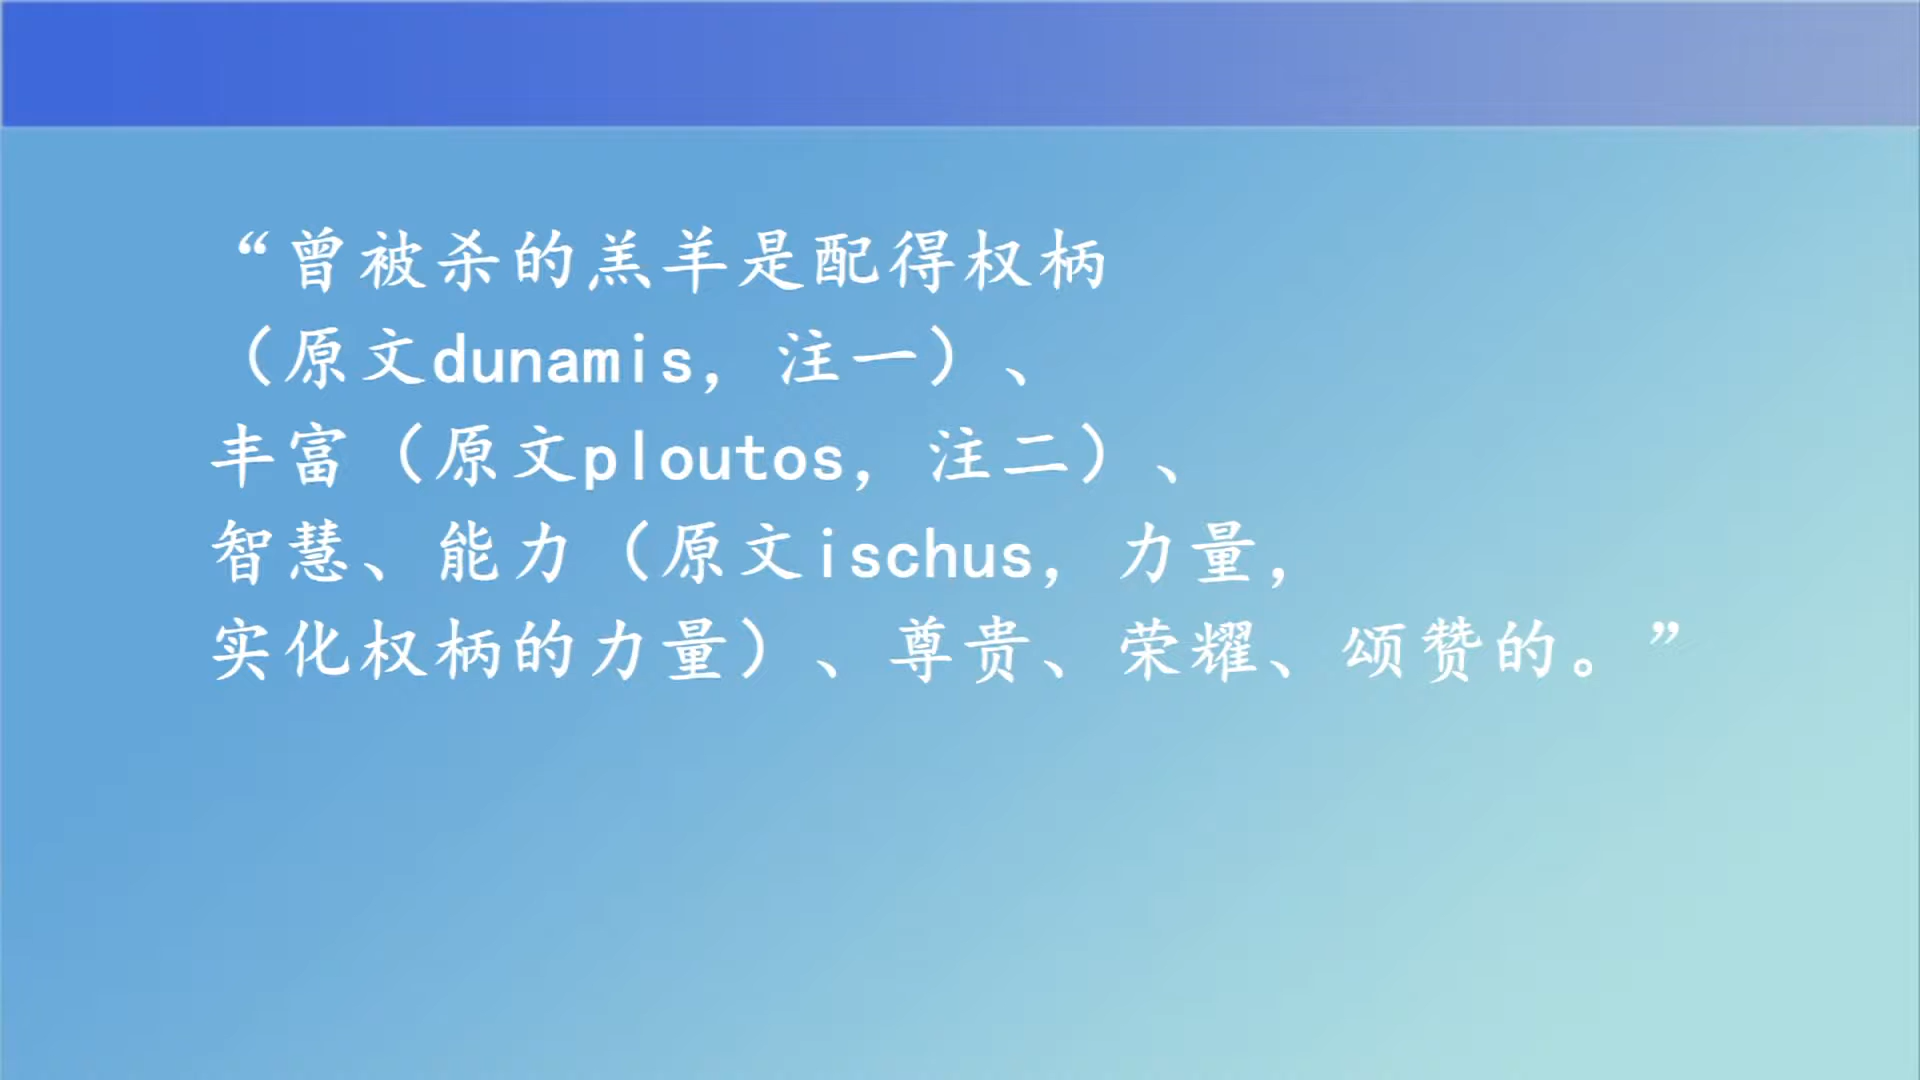 “曾被杀的羔羊是配得权柄
（原文dunamis，注一）、
丰富（原文ploutos，注二）、
智慧、能力（原文ischus，力量，
实化权柄的力量）、尊贵、荣耀、颂赞的。”